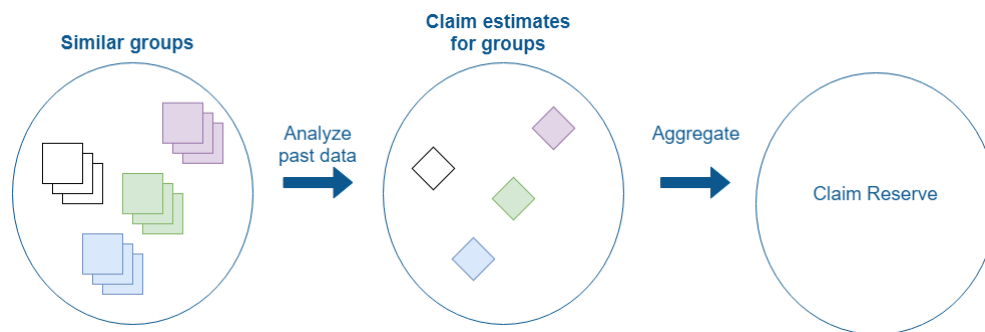 Similar groups
Claim estimates
for groups
Analyze
past data
Aggregate
Claim Reserve